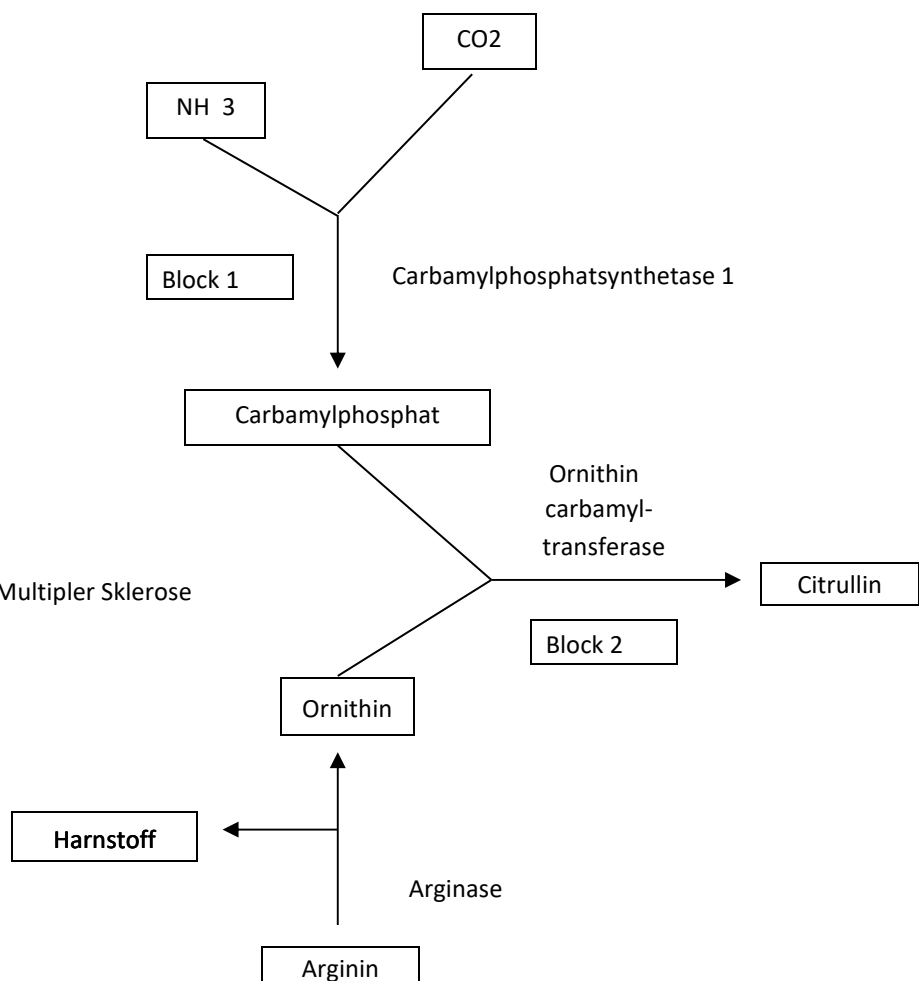 CO2
NH 3
Block 1
Carbamylphosphatsynthetase 1
Carbamylphosphat
Ornithin
carbamyl-
transferase
Multipler Sklerose
Citrullin
Block 2
Ornithin
Harnstoff
Arginase
Arginin